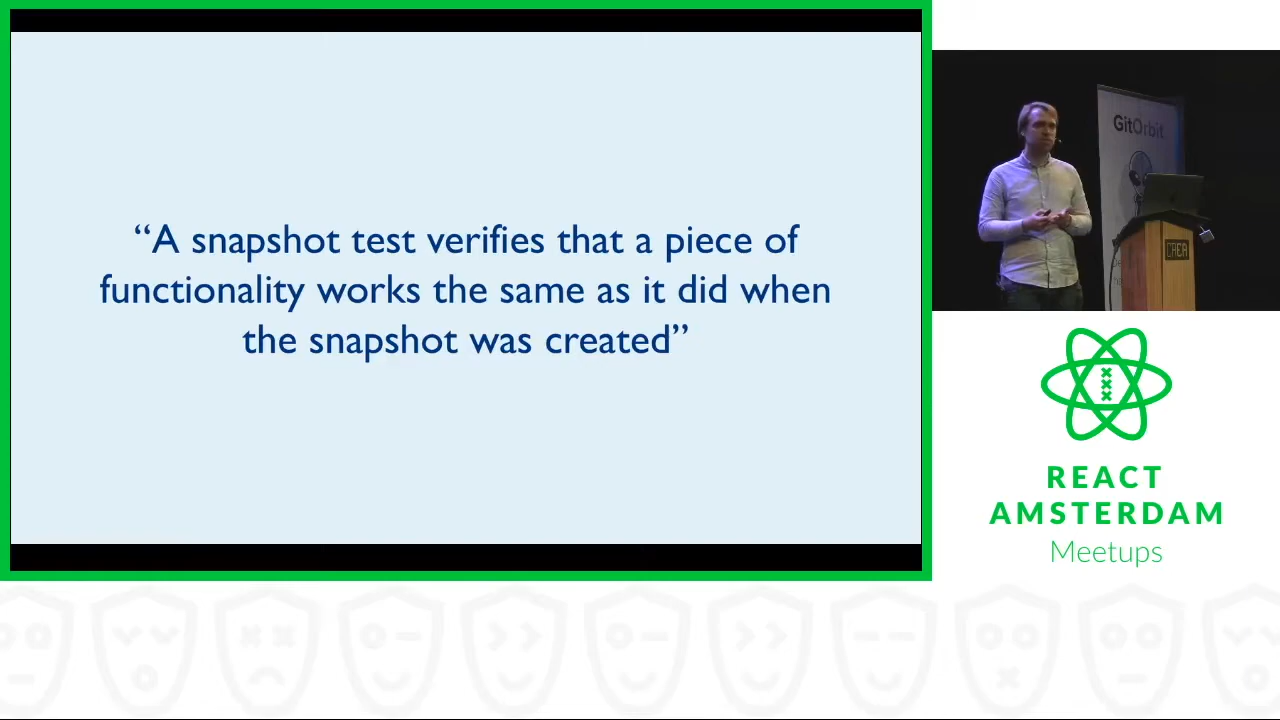 “A snapshot test verifies that a piece of
functionality works the same as it did when
the snapshot was created”
GitOrbit
CREA
REACT
AMSTERDAM
Meetups